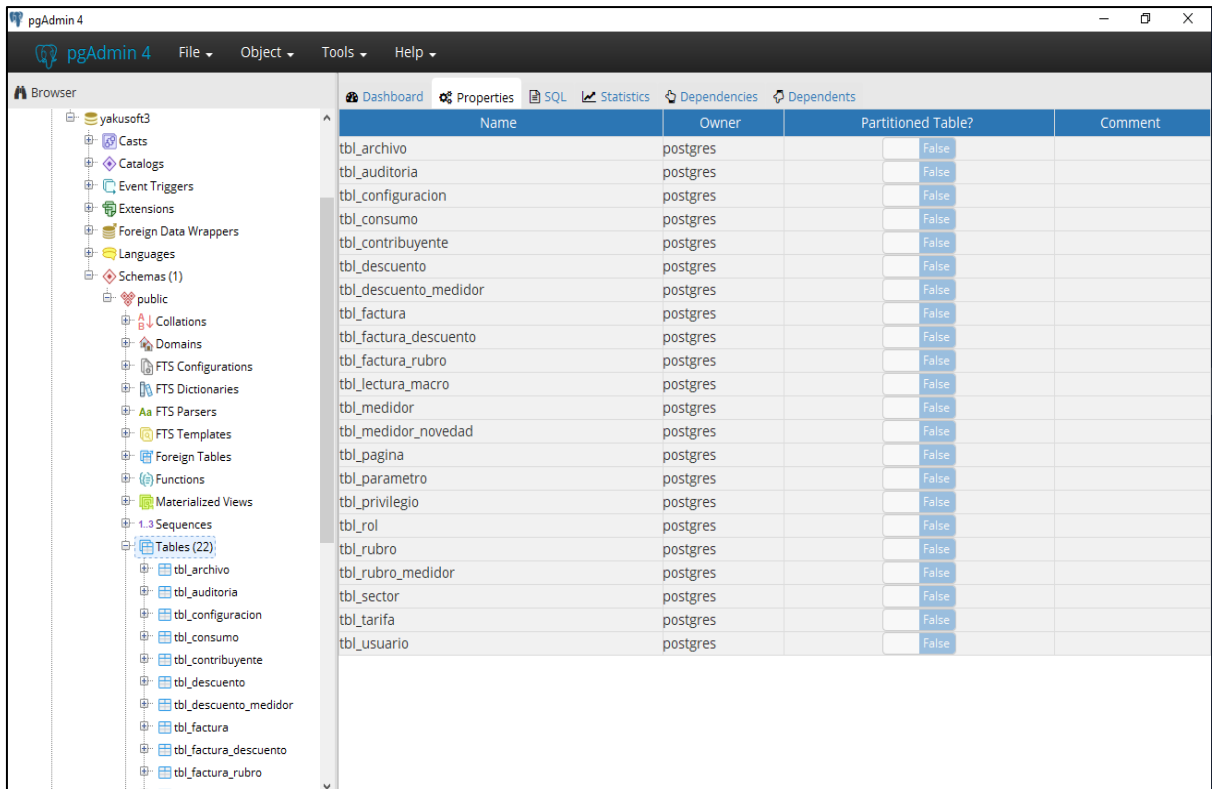 pgAdmin 4
pgAdmin 4 File Object Tools Help
Browser
yakusoft3
Casts
Catalogs
Event Triggers
Extensions
Foreign Data Wrappers
Languages
Schemas (1)
public
Collations
Domains
FTS Configurations
FTS Dictionaries
Aa FTS Parsers
FTS Templates
Foreign Tables
Functions
Materialized Views
1..3 Sequences
Tables (22)
tbl_archivo
tbl_auditoria
tbl_configuracion
tbl_consumo
tbl_contribuyente
tbl_descuento
tbl_descuento_medidor
tbl_factura
tbl_factura_descuento
tbl_factura_rubro
Dashboard Properties SQL Statistics Dependencies Dependents
Name Owner Partitioned Table? Comment
tbl_archivo postgres False
tbl_auditoria postgres False
tbl_configuracion postgres False
tbl_consumo postgres False
tbl_contribuyente postgres False
tbl_descuento postgres False
tbl_descuento_medidor postgres False
tbl_factura postgres False
tbl_factura_descuento postgres False
tbl_factura_rubro postgres False
tbl_lectura_macro postgres False
tbl_medidor postgres False
tbl_medidor_novedad postgres False
tbl_pagina postgres False
tbl_parametro postgres False
tbl_privilegio postgres False
tbl_rol postgres False
tbl_rubro postgres False
tbl_rubro_medidor postgres False
tbl_sector postgres False
tbl_tarifa postgres False
tbl_usuario postgres False